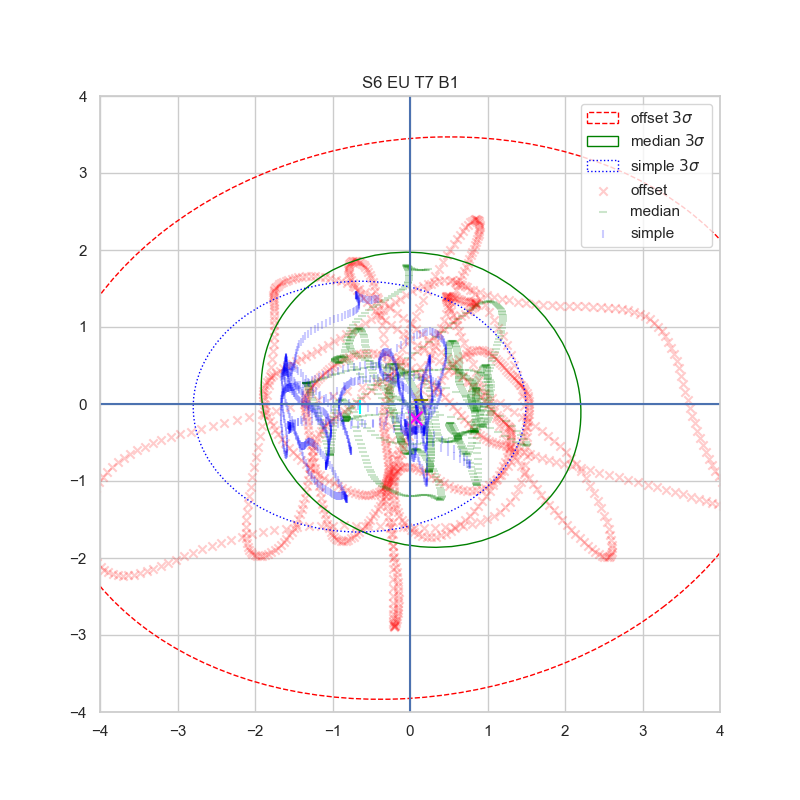 S6 EU T7 B1
offset 3σ
median 3σ
simple 3σ
offset
median
simple
4
3
2
1
0
−1
−2
−3
−4
−4 −3 −2 −1 0 1 2 3 4